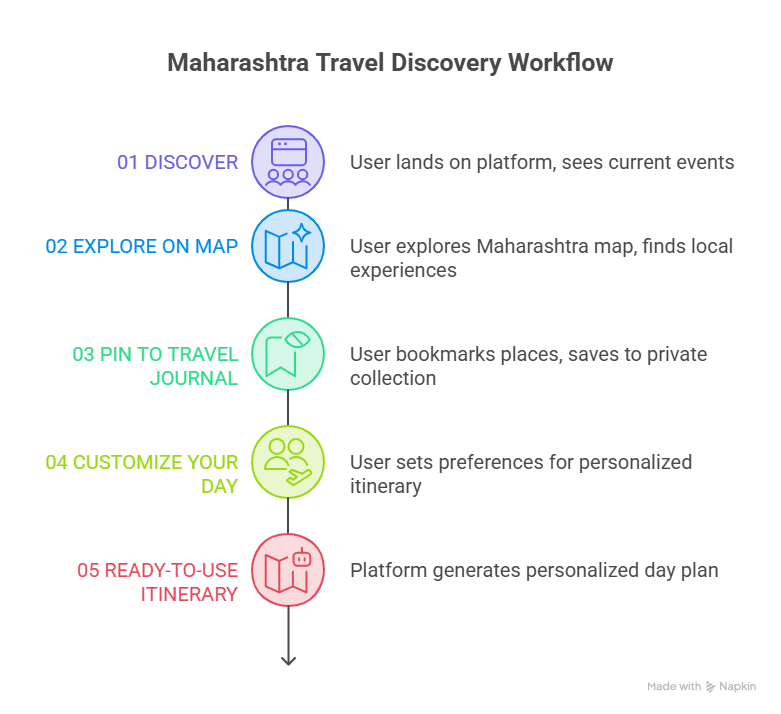 Maharashtra Travel Discovery Workflow
01 DISCOVER
User lands on platform, sees current events
02 EXPLORE ON MAP
User explores Maharashtra map, finds local
experiences
03 PIN TO TRAVEL
JOURNAL
User bookmarks places, saves to private
collection
04 CUSTOMIZE YOUR
DAY
User sets preferences for personalized
itinerary
05 READY-TO-USE
ITINERARY
Platform generates personalized day plan
Made with Napkin